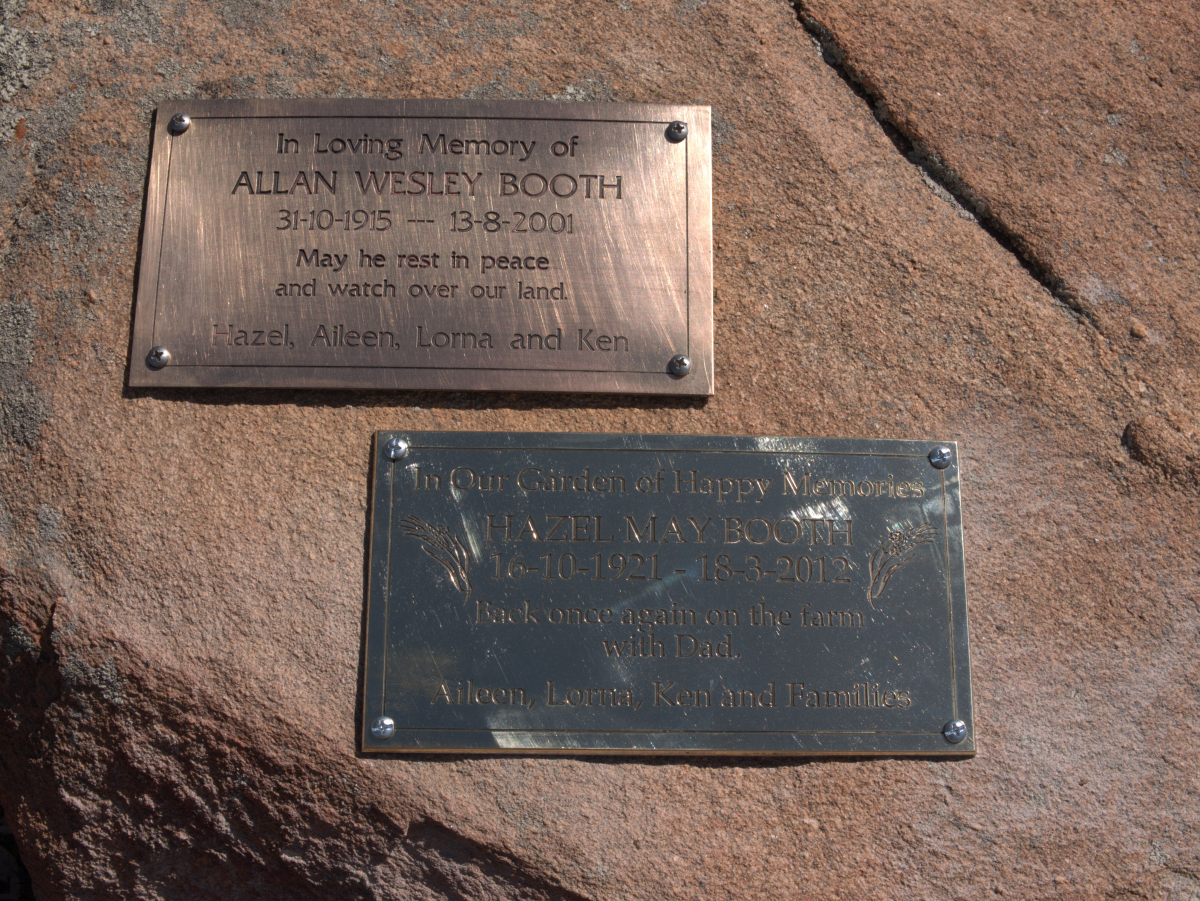 In Loving Memory of
ALLAN WESLEY BOOTH
31-10-1915 --- 13-8-2001
May he rest in peace
and watch over our land.
Hazel, Aileen, Lorna and Ken
In Our Garden of Happy Memories
HAZEL MAY BOOTH
16-10-1921 - 18-3-2012
Back once again on the farm
with Dad.
Aileen, Lorna, Ken and Families